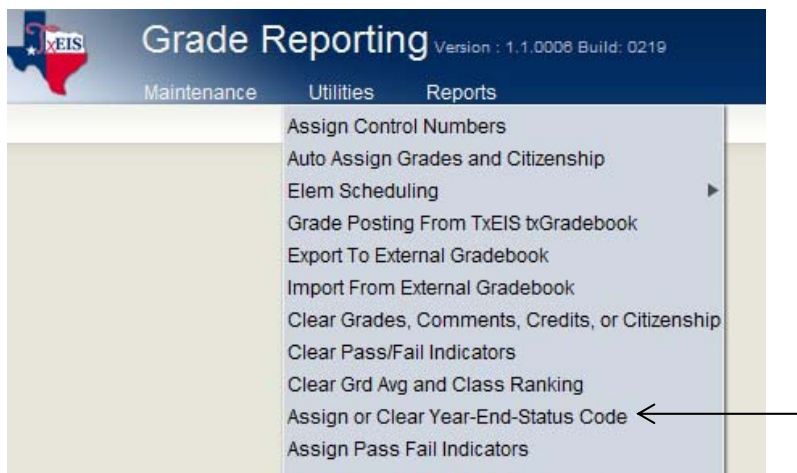 TxEIS
Grade Reporting Version : 1.1.0006 Build: 0219
Maintenance Utilities Reports
Assign Control Numbers
Auto Assign Grades and Citizenship
Elem Scheduling
Grade Posting From TxEIS txGradebook
Export To External Gradebook
Import From External Gradebook
Clear Grades, Comments, Credits, or Citizenship
Clear Pass/Fail Indicators
Clear Grd Avg and Class Ranking
Assign or Clear Year-End-Status Code
Assign Pass Fail Indicators